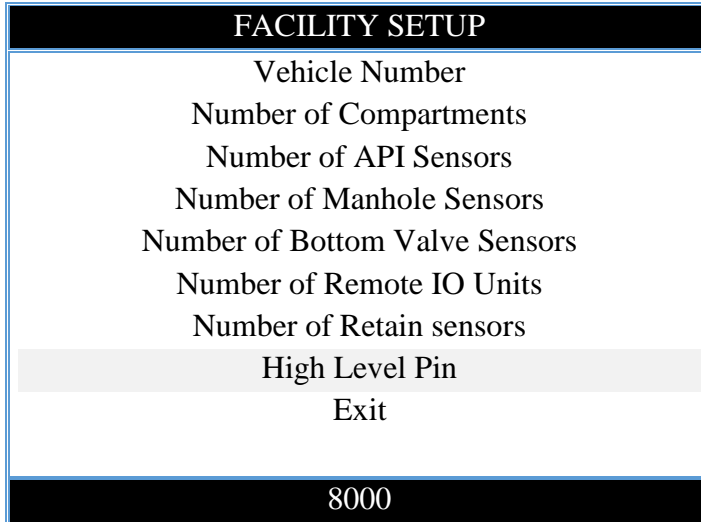 FACILITY SETUP
Vehicle Number
Number of Compartments
Number of API Sensors
Number of Manhole Sensors
Number of Bottom Valve Sensors
Number of Remote IO Units
Number of Retain sensors
High Level Pin
Exit
8000